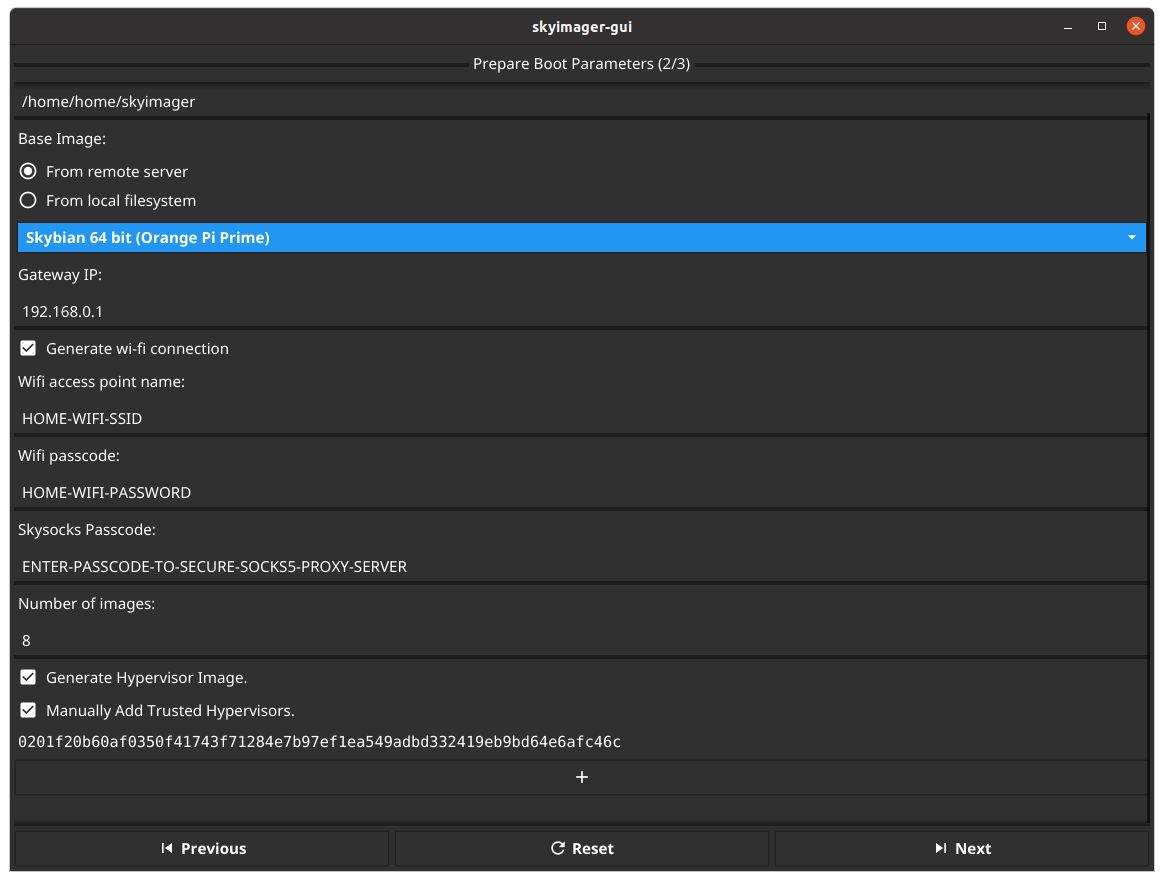 skyimager-gui
Prepare Boot Parameters (2/3)
/home/home/skyimager
Base Image:
From remote server
From local filesystem
Skybian 64 bit (Orange Pi Prime)
Gateway IP:
192.168.0.1
Generate wi-fi connection
Wifi access point name:
HOME-WIFI-SSID
Wifi passcode:
HOME-WIFI-PASSWORD
Skysocks Passcode:
ENTER-PASSCODE-TO-SECURE-SOCKS5-PROXY-SERVER
Number of images:
8
Generate Hypervisor Image.
Manually Add Trusted Hypervisors.
0201f20b60af0350f41743f71284e7b97ef1ea549adbd332419eb9bd64e6afc46c
+
Previous
Reset
Next